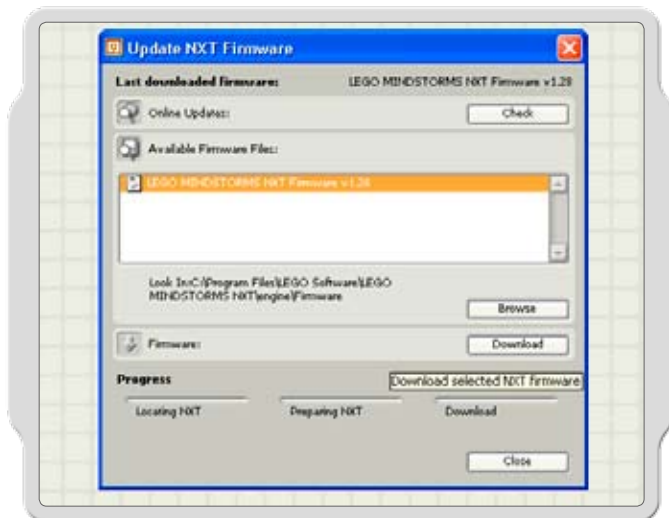 Update NXT Firmware
Last downloaded firmware: LEGO MINDSTORMS NXT Firmware v1.28
Online Updates: Check
Available Firmware Files:
LEGO MINDSTORMS NXT Firmware v1.28
Look In:C:\Program Files\LEGO Software\LEGO
MINDSTORMS NXT\engine\Firmware
Browse
Firmware: Download
Progress
Download selected NXT firmware
Locating NXT Preparing NXT Download
Close